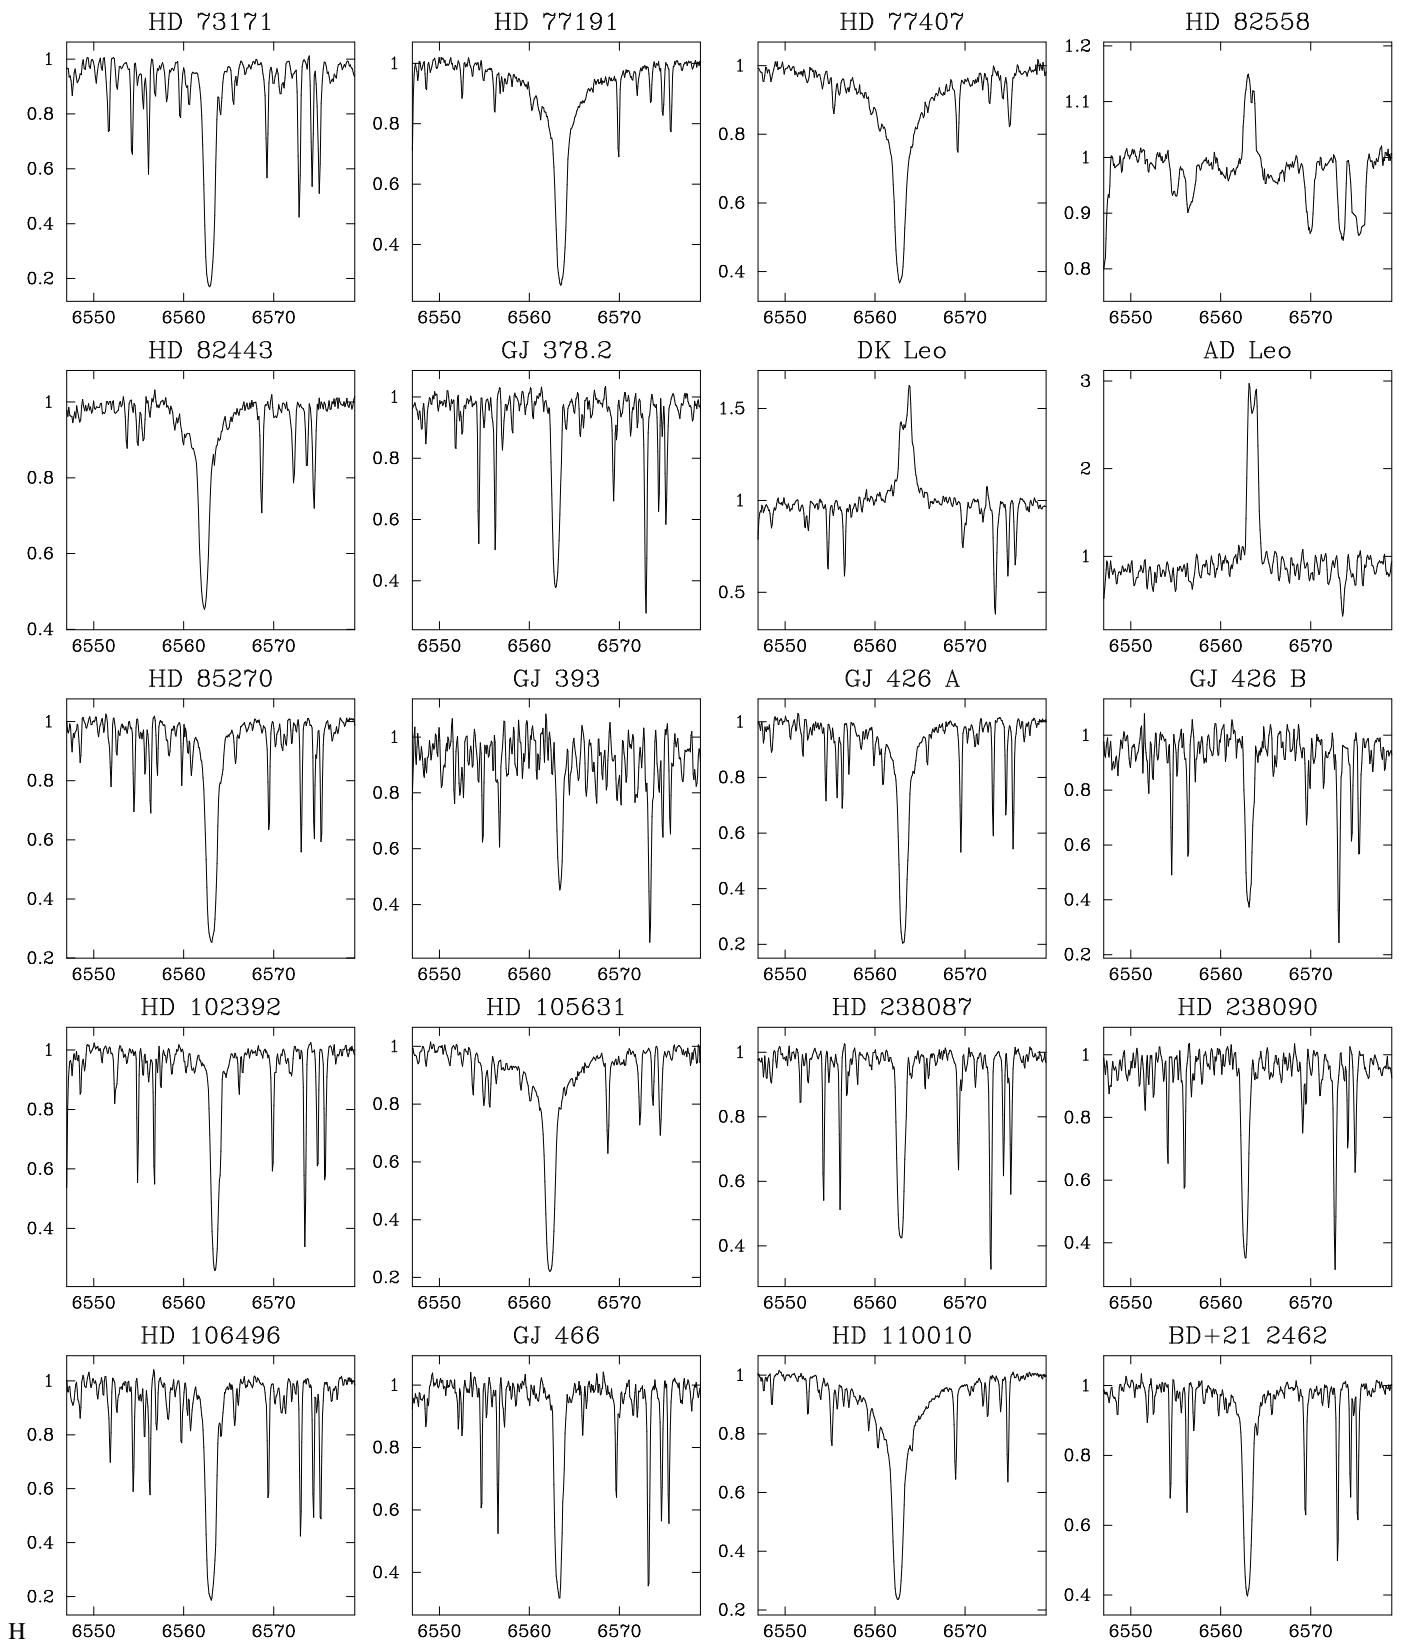 HD 73171 HD 77191 HD 77407 HD 82558
1 1 1 1.2
0.8 0.8 0.8 1.1
0.6 0.6 0.6 1
0.4 0.4 0.4 0.9
0.2 0.8
6550 6560 6570 6550 6560 6570 6550 6560 6570 6550 6560 6570
HD 82443 GJ 378.2 DK Leo AD Leo
1 1 1.5 3
0.8 0.8 1 2
0.6 0.6 0.5 1
0.4 0.4
6550 6560 6570 6550 6560 6570 6550 6560 6570 6550 6560 6570
HD 85270 GJ 393 GJ 426 A GJ 426 B
1 1 1 1
0.8 0.8 0.8 0.8
0.6 0.6 0.6 0.6
0.4 0.4 0.4 0.4
0.2 0.2 0.2
6550 6560 6570 6550 6560 6570 6550 6560 6570 6550 6560 6570
HD 102392 HD 105631 HD 238087 HD 238090
1 1 1 1
0.8 0.8 0.8 0.8
0.6 0.6 0.6 0.6
0.4 0.4 0.4 0.4
0.2
6550 6560 6570 6550 6560 6570 6550 6560 6570 6550 6560 6570
HD 106496 GJ 466 HD 110010 BD+21 2462
1 1 1 1
0.8 0.8 0.8 0.8
0.6 0.6 0.6 0.6
0.4 0.4 0.4 0.4
0.2 0.2
H 6550 6560 6570 6550 6560 6570 6550 6560 6570 6550 6560 6570